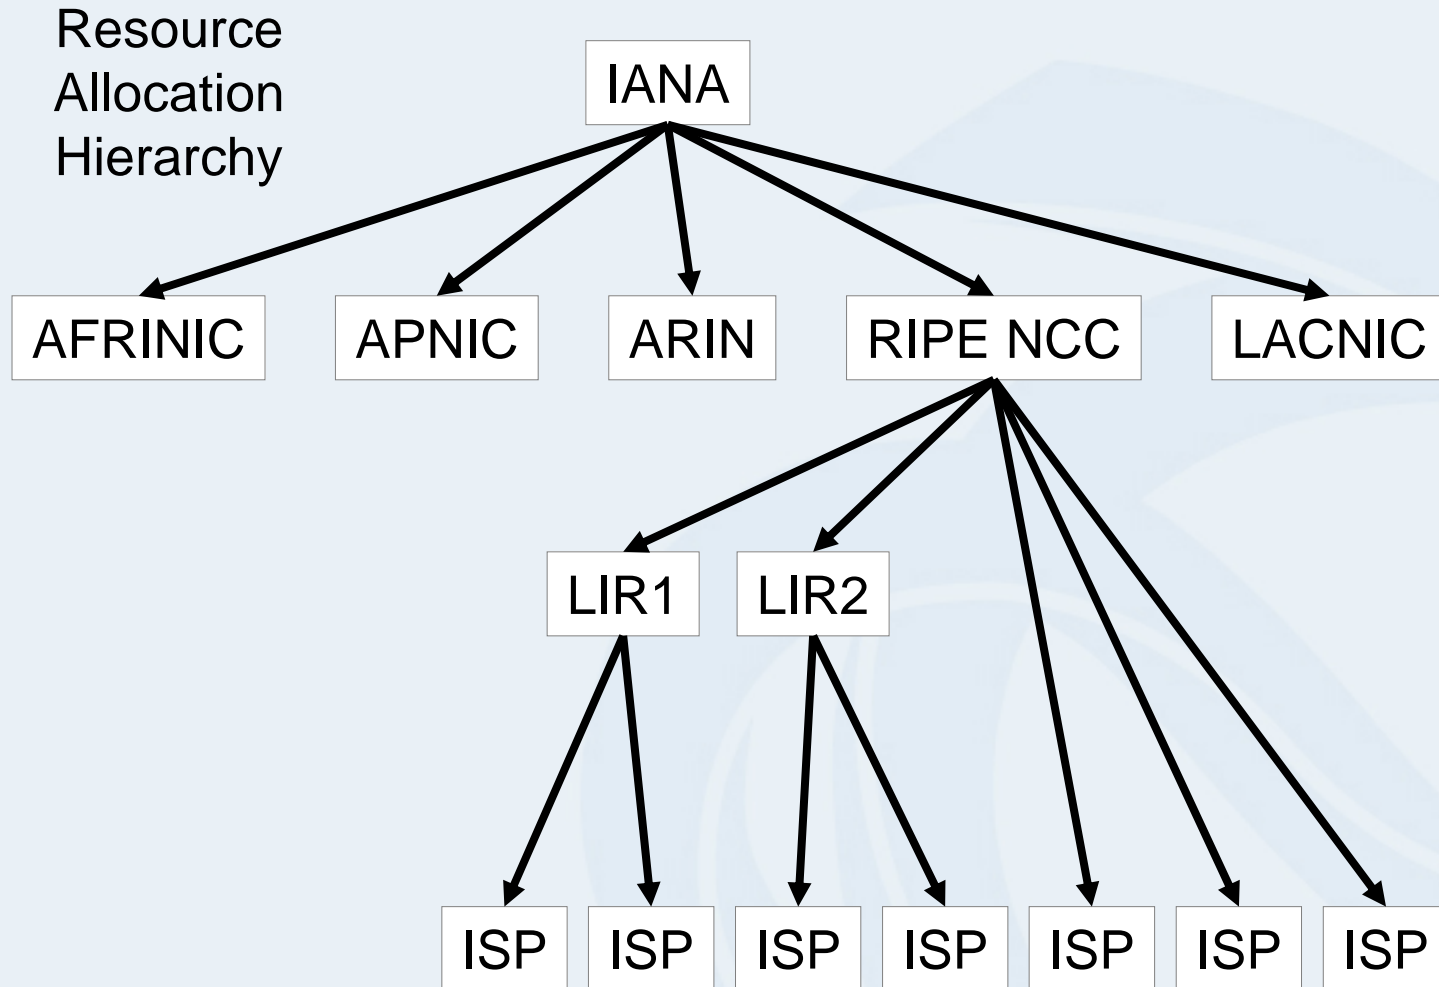 Resource
Allocation
Hierarchy
IANA
AFRINIC
APNIC
ARIN
RIPE NCC
LACNIC
LIR1
LIR2
ISP
ISP
ISP
ISP
ISP
ISP
ISP